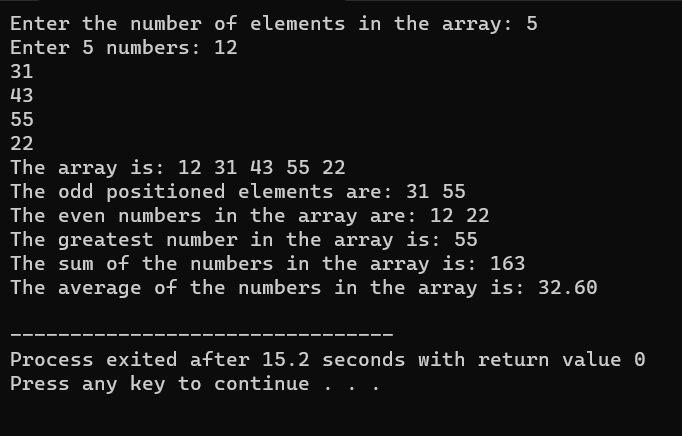 Enter the number of elements in the array: 5
Enter 5 numbers: 12
31
43
55
22
The array is: 12 31 43 55 22
The odd positioned elements are: 31 55
The even numbers in the array are: 12 22
The greatest number in the array is: 55
The sum of the numbers in the array is: 163
The average of the numbers in the array is: 32.60
--------------------------------
Process exited after 15.2 seconds with return value 0
Press any key to continue . . .